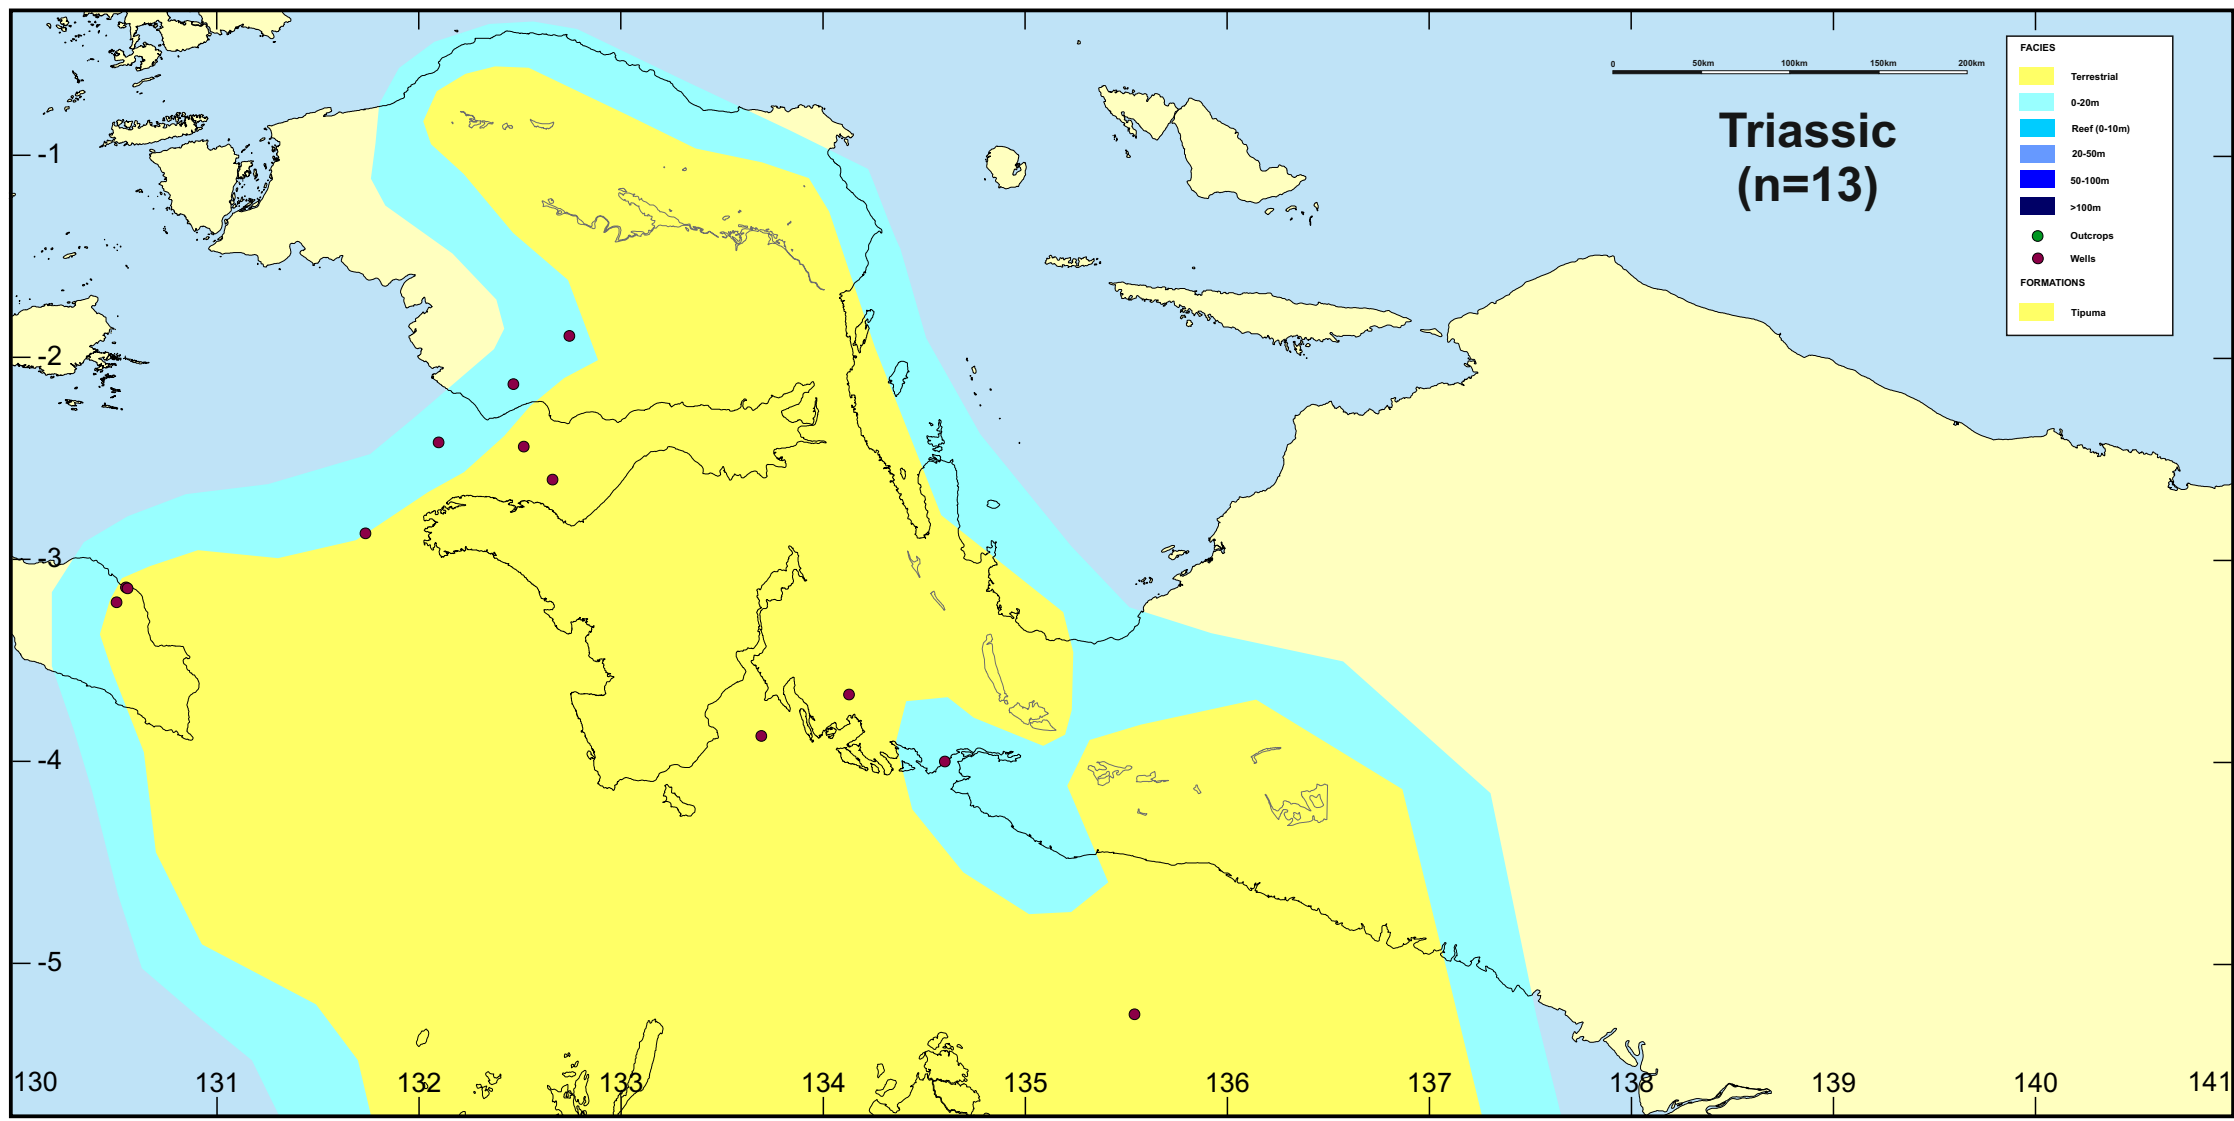 0 50km 100km 150km 200km
Triassic
(n=13)
FACIES
Terrestrial
0-20m
Reef (0-10m)
20-50m
50-100m
>100m
Outcrops
Wells
FORMATIONS
Tipuma
-1
-2
-3
-4
-5
130 131 132 133 134 135 136 137 138 139 140 141